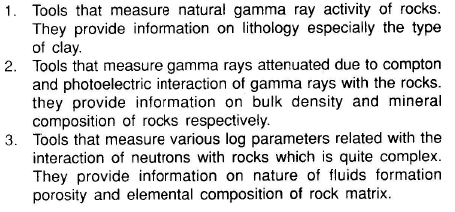 1. Tools that measure natural gamma ray activity of rocks.
They provide information on lithology especially the type
of clay.
2. Tools that measure gamma rays attenuated due to compton
and photoelectric interaction of gamma rays with the rocks.
they provide information on bulk density and mineral
composition of rocks respectively.
3. Tools that measure various log parameters related with the
interaction of neutrons with rocks which is quite complex.
They provide information on nature of fluids formation
porosity and elemental composition of rock matrix.